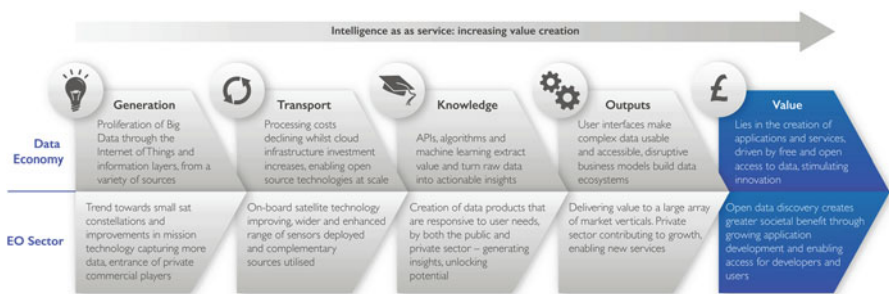 Intelligence as as service: increasing value creation
Generation
Transport
Knowledge
Outputs
£
Value
Data
Economy
Proliferation of Big
Data through the
Internet of Things and
information layers, from a
variety of sources
Processing costs
declining whilst cloud
infrastructure investment
increases, enabling open
source technologies at scale
APIs, algorithms and
machine learning extract
value and turn raw data
into actionable insights
User interfaces make
complex data usable
and accessible, disruptive
business models build data
ecosystems
Lies in the creation of
applications and services,
driven by free and open
access to data, stimulating
innovation
EO Sector
Trend towards small sat
constellations and
improvements in mission
technology capturing more
data, entrance of private
commercial players
On-board satellite technology
improving, wider and enhanced
range of sensors deployed
and complementary
sources utilised
Creation of data products that
are responsive to user needs,
by both the public and
private sector – generating
insights, unlocking
potential
Delivering value to a large array
of market verticals. Private
sector contributing to growth,
enabling new services
Open data discovery creates
greater societal benefit through
growing application
development and enabling
access for developers and
users